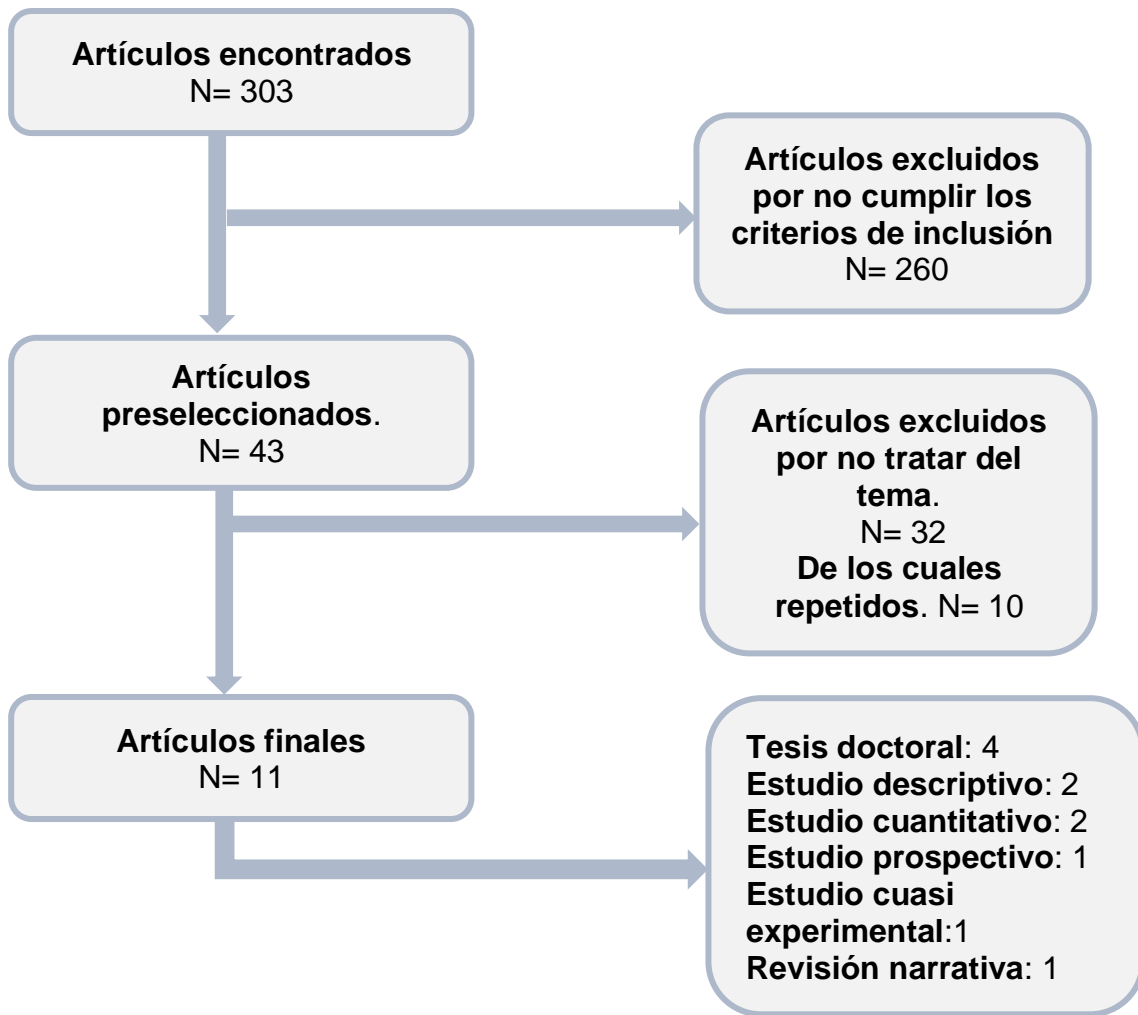 Artículos encontrados
N= 303
Artículos excluidos
por no cumplir los
criterios de inclusión
N= 260
Artículos
preseleccionados.
N= 43
Artículos excluidos
por no tratar del
tema.
N= 32
De los cuales
repetidos. N= 10
Artículos finales
N= 11
Tesis doctoral: 4
Estudio descriptivo: 2
Estudio cuantitativo: 2
Estudio prospectivo: 1
Estudio cuasi
experimental:1
Revisión narrativa: 1